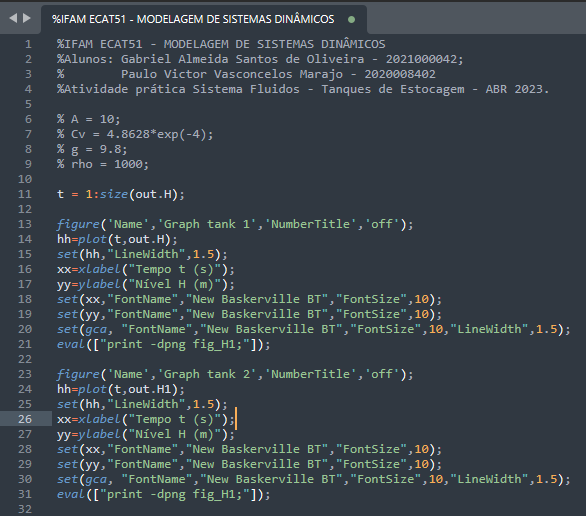 %IFAM ECAT51 - MODELAGEM DE SISTEMAS DINÂMICOS
1 %IFAM ECAT51 - MODELAGEM DE SISTEMAS DINÂMICOS
2 %Alunos: Gabriel Almeida Santos de Oliveira - 2021000042;
3 % Paulo Victor Vasconcelos Marajo - 2020008402
4 %Atividade prática Sistema Fluidos - Tanques de Estocagem - ABR 2023.
5
6 % A = 10;
7 % Cv = 4.8628*exp(-4);
8 % g = 9.8;
9 % rho = 1000;
10
11 t = 1:size(out.H);
12
13 figure('Name','Graph tank 1','NumberTitle','off');
14 hh=plot(t,out.H);
15 set(hh,"LineWidth",1.5);
16 xx=xlabel("Tempo t (s)");
17 yy=ylabel("Nível H (m)");
18 set(xx,"FontName","New Baskerville BT","FontSize",10);
19 set(yy,"FontName","New Baskerville BT","FontSize",10);
20 set(gca, "FontName","New Baskerville BT","FontSize",10,"LineWidth",1.5);
21 eval(["print -dpng fig_H1;"]);
22
23 figure('Name','Graph tank 2','NumberTitle','off');
24 hh=plot(t,out.H1);
25 set(hh,"LineWidth",1.5);
26 xx=xlabel("Tempo t (s)");
27 yy=ylabel("Nível H (m)");
28 set(xx,"FontName","New Baskerville BT","FontSize",10);
29 set(yy,"FontName","New Baskerville BT","FontSize",10);
30 set(gca, "FontName","New Baskerville BT","FontSize",10,"LineWidth",1.5);
31 eval(["print -dpng fig_H1;"]);
32